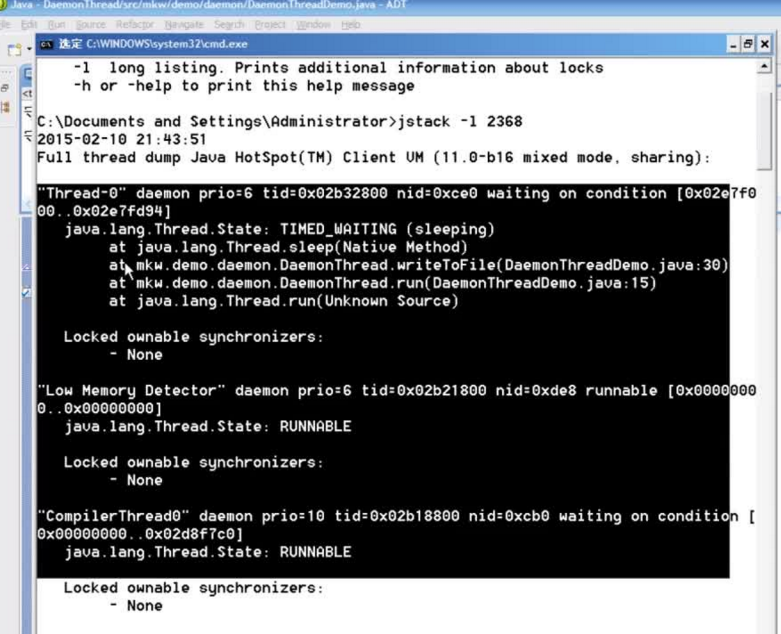 Java - DaemonThread/src/mkw/demo/daemon/DaemonThreadDemo.java - ADT
File Edit Run Source Refactor Navigate Search Project Window Help
选定 C:\WINDOWS\system32\cmd.exe
-l  long listing. Prints additional information about locks
-h or -help to print this help message
C:\Documents and Settings\Administrator>jstack -l 2368
2015-02-10 21:43:51
Full thread dump Java HotSpot(TM) Client VM (11.0-b16 mixed mode, sharing):
"Thread-0" daemon prio=6 tid=0x02b32800 nid=0xce0 waiting on condition [0x02e7f0
00..0x02e7fd94]
java.lang.Thread.State: TIMED_WAITING (sleeping)
at java.lang.Thread.sleep(Native Method)
at mkw.demo.daemon.DaemonThread.writeToFile(DaemonThreadDemo.java:30)
at mkw.demo.daemon.DaemonThread.run(DaemonThreadDemo.java:15)
at java.lang.Thread.run(Unknown Source)
Locked ownable synchronizers:
- None
"Low Memory Detector" daemon prio=6 tid=0x02b21800 nid=0xde8 runnable [0x0000000
0..0x00000000]
java.lang.Thread.State: RUNNABLE
Locked ownable synchronizers:
- None
"CompilerThread0" daemon prio=10 tid=0x02b18800 nid=0xcb0 waiting on condition [
0x00000000..0x02d8f7c0]
java.lang.Thread.State: RUNNABLE
Locked ownable synchronizers:
- None